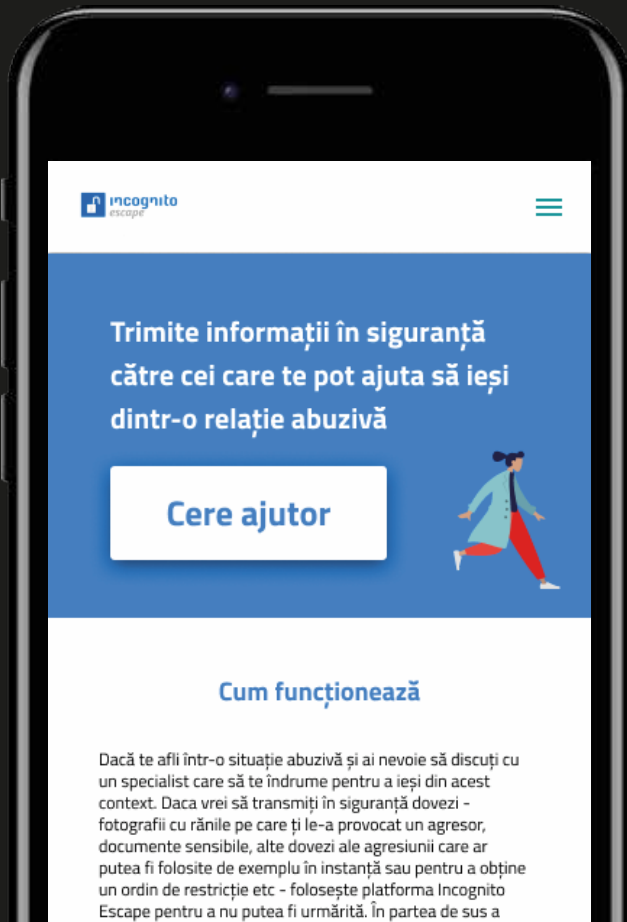 incognito
escape
Trimite informații în siguranță
către cei care te pot ajuta să ieși
dintr-o relație abuzivă
Cere ajutor
Cum funcționează
Dacă te afli într-o situație abuzivă și ai nevoie să discuți cu
un specialist care să te îndrume pentru a ieși din acest
context. Daca vrei să transmiți în siguranță dovezi -
fotografii cu rănile pe care ți le-a provocat un agresor,
documente sensibile, alte dovezi ale agresiunii care ar
putea fi folosite de exemplu în instanță sau pentru a obține
un ordin de restricție etc - folosește platforma Incognito
Escape pentru a nu putea fi urmărită. În partea de sus a